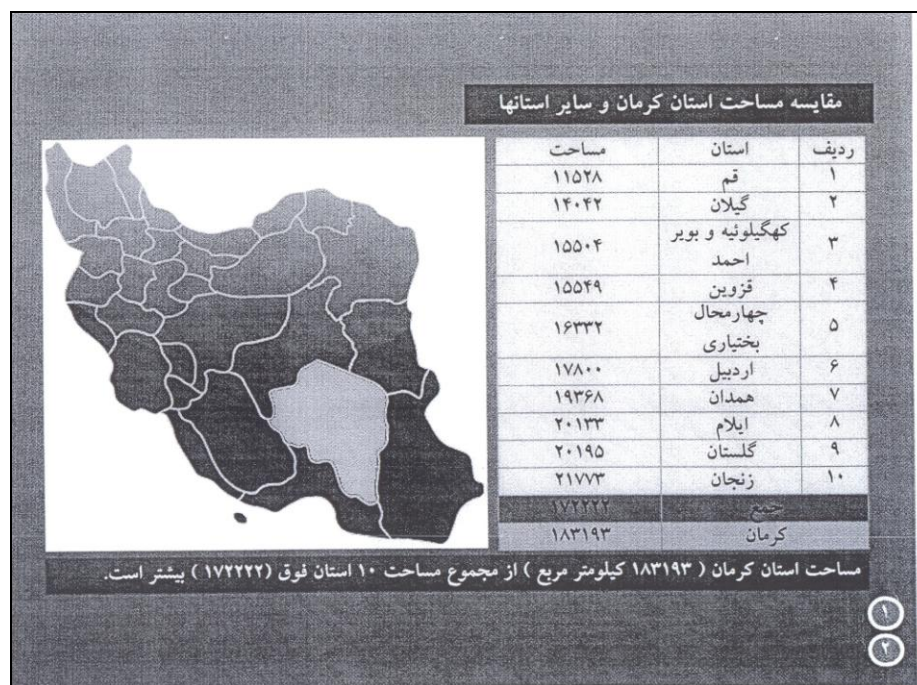 مقایسه مساحت استان کرمان و سایر استانها
ردیف استان مساحت
۱ قم ۱۱۵۲۸
۲ گیلان ۱۴۰۴۲
۳ کهگیلوئیه و بویر احمد ۱۵۵۰۴
۴ قزوین ۱۵۵۴۹
۵ چهارمحال بختیاری ۱۶۳۳۲
۶ اردبیل ۱۷۸۰۰
۷ همدان ۱۹۳۶۸
۸ ایلام ۲۰۱۳۳
۹ گلستان ۲۰۱۹۵
۱۰ زنجان ۲۱۷۷۳
جمع ۱۷۲۲۲۲
کرمان ۱۸۳۱۹۳
مساحت استان کرمان ( ۱۸۳۱۹۳ کیلومتر مربع ) از مجموع مساحت ۱۰ استان فوق (۱۷۲۲۲۲ ) بیشتر است.
۱
۲